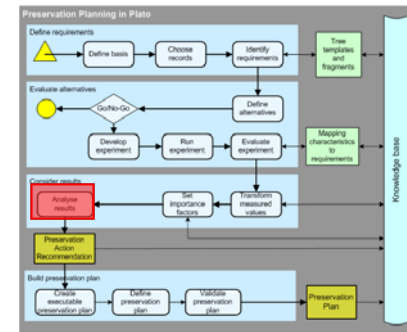 Preservation Planning in Plato
Define requirements
Define basis
Choose
records
Identify
requirements
Tree
templates
and
fragments
Evaluate alternatives
Go/No-Go
Define
alternatives
Develop
experiment
Run
experiment
Evaluate
experiment
Mapping
characteristics
to
requirements
Knowledge base
Consider results
Analyse
results
Set
importance
factors
Transform
measured
values
Preservation
Action
Recommendation
Build preservation plan
Create
executable
preservation plan
Define
preservation
plan
Validate
preservation
plan
Preservation
Plan